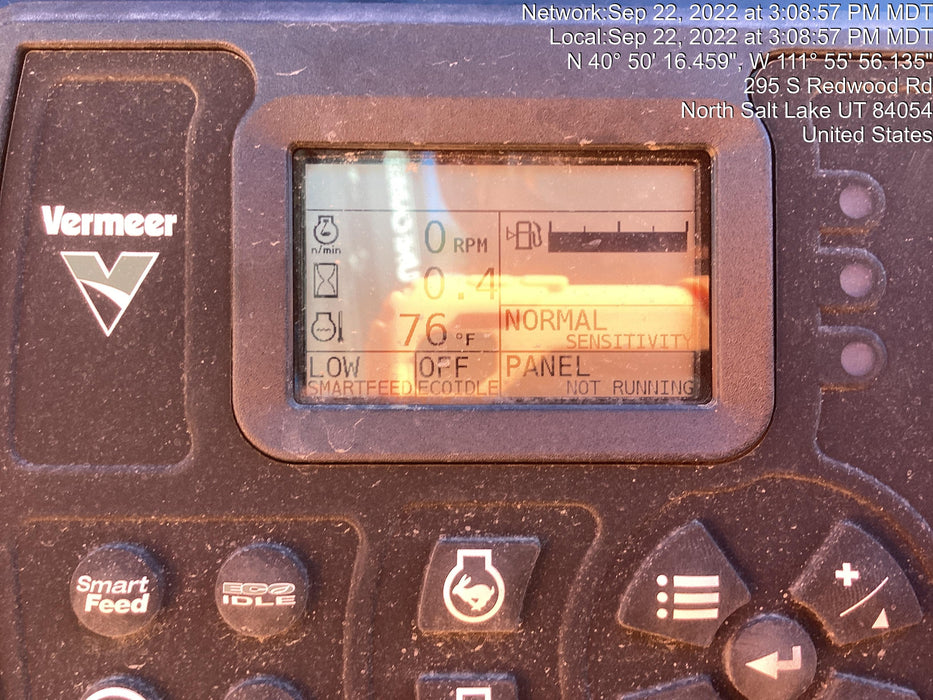 Network:Sep 22, 2022 at 3:08:57 PM MDT
Local:Sep 22, 2022 at 3:08:57 PM MDT
N 40° 50' 16.459", W 111° 55' 56.135"
295 S Redwood Rd
North Salt Lake UT 84054
United States
Vermeer
n/min
0 RPM
0.4
76 °F
NORMAL
SENSITIVITY
LOW OFF PANEL
SMARTFEED ECOIDLE NOT RUNNING
Smart
Feed
ECO
IDLE